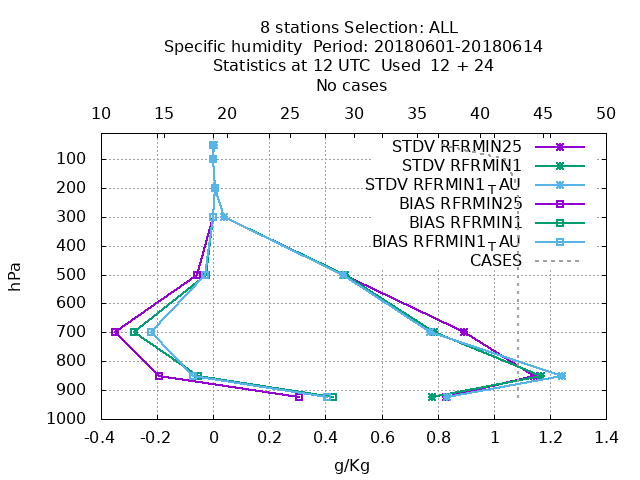 8 stations Selection: ALL
Specific humidity  Period: 20180601-20180614
Statistics at 12 UTC  Used  12 + 24
No cases
10 15 20 25 30 35 40 45 50
STDV RFRMIN25
STDV RFRMIN1
STDV RFRMIN1TAU
BIAS RFRMIN25
BIAS RFRMIN1
BIAS RFRMIN1TAU
CASES
100
200
300
400
500
600
700
800
900
1000
hPa
-0.4 -0.2 0 0.2 0.4 0.6 0.8 1 1.2 1.4
g/Kg